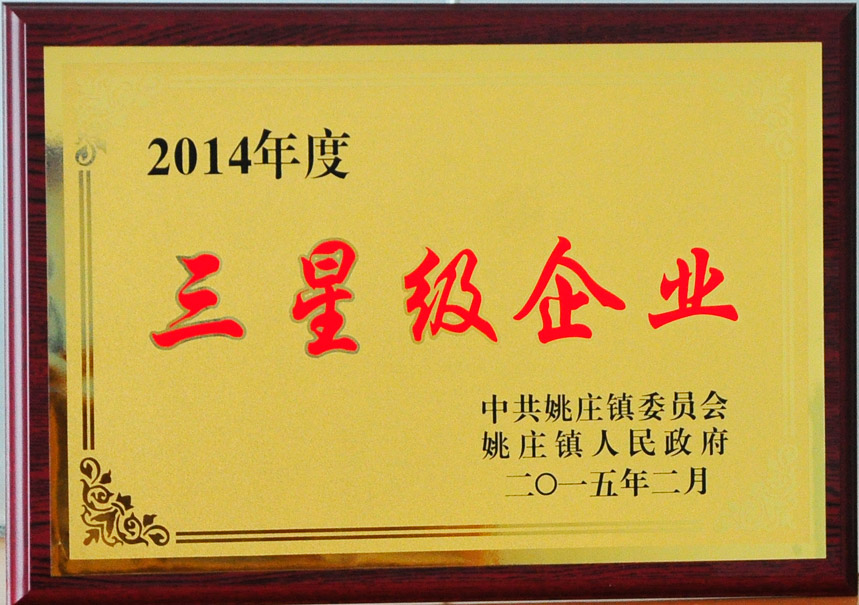 2014年度
三星级企业
中共姚庄镇委员会
姚庄镇人民政府
二〇一五年二月